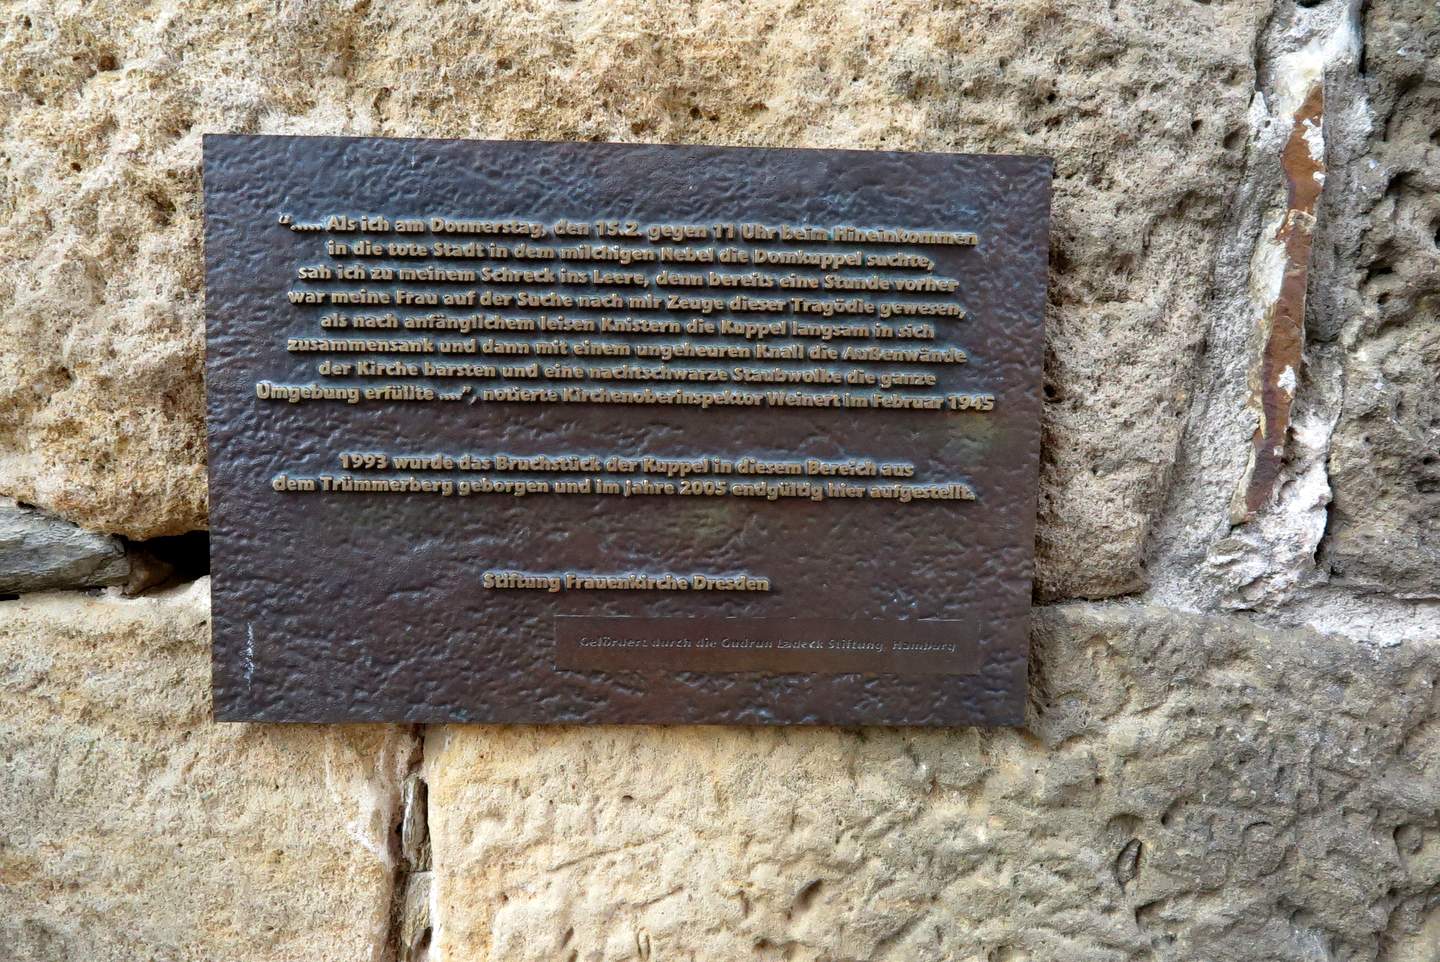 “..... Als ich am Donnerstag, den 15.2. gegen 11 Uhr beim Hineinkommen
in die tote Stadt in dem milchigen Nebel die Domkuppel suchte,
sah ich zu meinem Schreck ins Leere, denn bereits eine Stunde vorher
war meine Frau auf der Suche nach mir Zeuge dieser Tragödie gewesen,
als nach anfänglichem leisen Knistern die Kuppel langsam in sich
zusammensank und dann mit einem ungeheuren Knall die Außenwände
der Kirche barsten und eine nachtschwarze Staubwolke die ganze
Umgebung erfüllte ....”, notierte Kirchenoberinspektor Weinert im Februar 1945
1993 wurde das Bruchstück der Kuppel in diesem Bereich aus
dem Trümmerberg geborgen und im Jahre 2005 endgültig hier aufgestellt.
Stiftung Frauenkirche Dresden
Gefördert durch die Gudrun Ladeck Stiftung, Hamburg